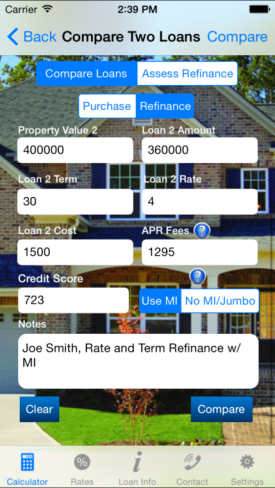 Carrier 2:39 PM
Back Compare Two Loans Compare
Compare Loans Assess Refinance
Purchase Refinance
Property Value 2 Loan 2 Amount
400000 360000
Loan 2 Term Loan 2 Rate
30 4
Loan 2 Cost APR Fees ?
1500 1295
?
Credit Score
723 Use MI No MI/Jumbo
Notes
Joe Smith, Rate and Term Refinance w/
MI
Clear Compare
%
Calculator Rates Loan Info Contact Settings